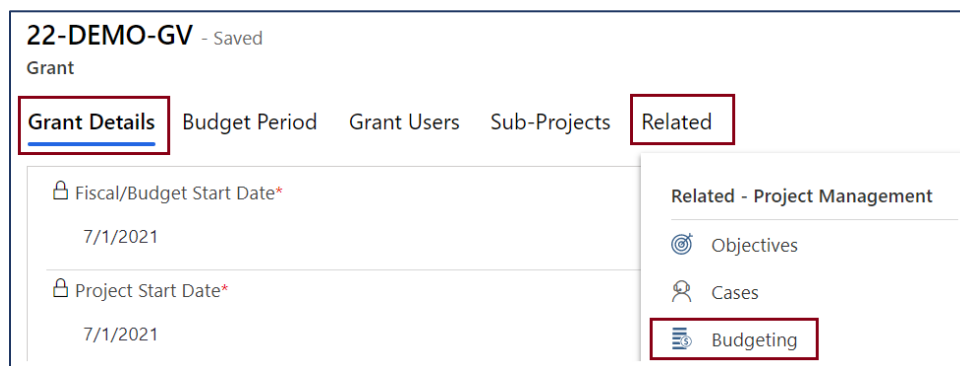 22-DEMO-GV - Saved
Grant
Grant Details Budget Period Grant Users Sub-Projects Related
Fiscal/Budget Start Date*
7/1/2021
Project Start Date*
7/1/2021
Related - Project Management
Objectives
Cases
Budgeting